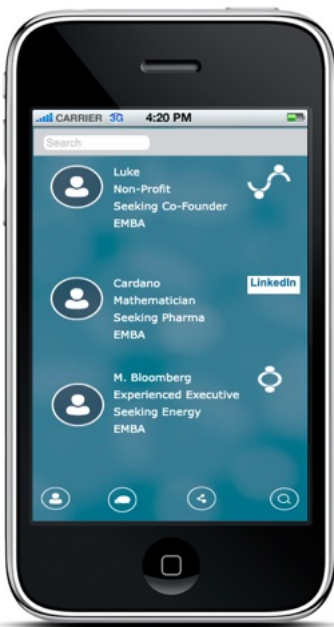 CARRIER 3G 4:20 PM
Search
Luke
Non-Profit
Seeking Co-Founder
EMBA
Cardano
LinkedIn
Mathematician
Seeking Pharma
EMBA
M. Bloomberg
Experienced Executive
Seeking Energy
EMBA